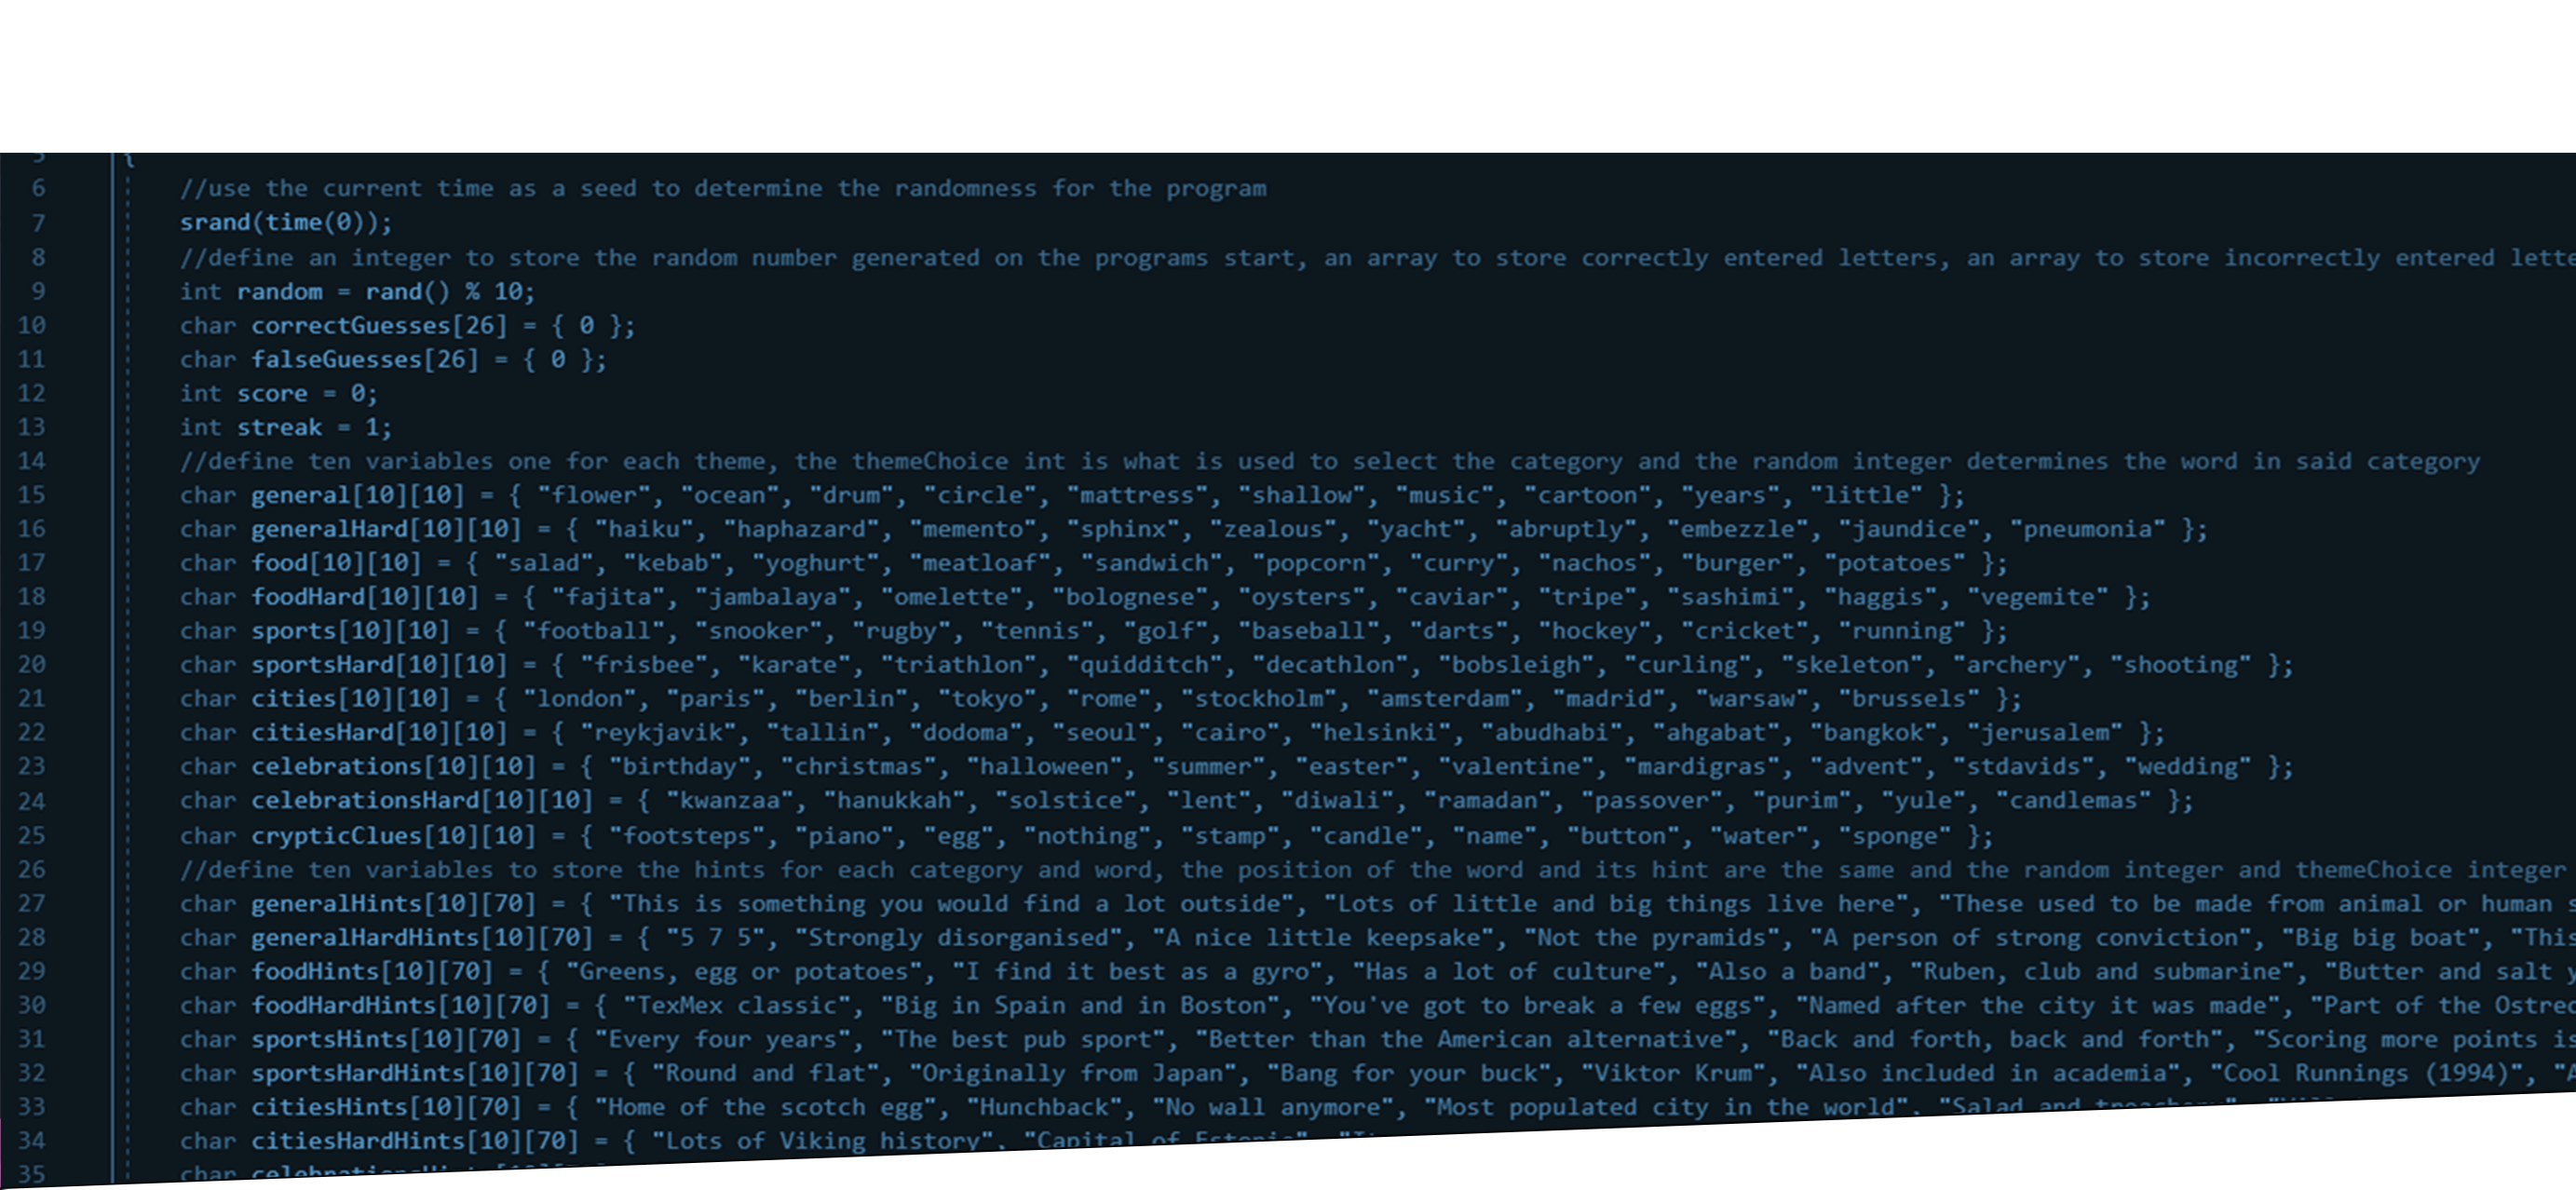 5 {
6 //use the current time as a seed to determine the randomness for the program
7 srand(time(0));
8 //define an integer to store the random number generated on the programs start, an array to store correctly entered letters, an array to store incorrectly entered lette
9 int random = rand() % 10;
10 char correctGuesses[26] = { 0 };
11 char falseGuesses[26] = { 0 };
12 int score = 0;
13 int streak = 1;
14 //define ten variables one for each theme, the themeChoice int is what is used to select the category and the random integer determines the word in said category
15 char general[10][10] = { "flower", "ocean", "drum", "circle", "mattress", "shallow", "music", "cartoon", "years", "little" };
16 char generalHard[10][10] = { "haiku", "haphazard", "memento", "sphinx", "zealous", "yacht", "abruptly", "embezzle", "jaundice", "pneumonia" };
17 char food[10][10] = { "salad", "kebab", "yoghurt", "meatloaf", "sandwich", "popcorn", "curry", "nachos", "burger", "potatoes" };
18 char foodHard[10][10] = { "fajita", "jambalaya", "omelette", "bolognese", "oysters", "caviar", "tripe", "sashimi", "haggis", "vegemite" };
19 char sports[10][10] = { "football", "snooker", "rugby", "tennis", "golf", "baseball", "darts", "hockey", "cricket", "running" };
20 char sportsHard[10][10] = { "frisbee", "karate", "triathlon", "quidditch", "decathlon", "bobsleigh", "curling", "skeleton", "archery", "shooting" };
21 char cities[10][10] = { "london", "paris", "berlin", "tokyo", "rome", "stockholm", "amsterdam", "madrid", "warsaw", "brussels" };
22 char citiesHard[10][10] = { "reykjavik", "tallin", "dodoma", "seoul", "cairo", "helsinki", "abudhabi", "ahgabat", "bangkok", "jerusalem" };
23 char celebrations[10][10] = { "birthday", "christmas", "halloween", "summer", "easter", "valentine", "mardigras", "advent", "stdavids", "wedding" };
24 char celebrationsHard[10][10] = { "kwanzaa", "hanukkah", "solstice", "lent", "diwali", "ramadan", "passover", "purim", "yule", "candlemas" };
25 char crypticClues[10][10] = { "footsteps", "piano", "egg", "nothing", "stamp", "candle", "name", "button", "water", "sponge" };
26 //define ten variables to store the hints for each category and word, the position of the word and its hint are the same and the random integer and themeChoice integer
27 char generalHints[10][70] = { "This is something you would find a lot outside", "Lots of little and big things live here", "These used to be made from animal or human s
28 char generalHardHints[10][70] = { "5 7 5", "Strongly disorganised", "A nice little keepsake", "Not the pyramids", "A person of strong conviction", "Big big boat", "This
29 char foodHints[10][70] = { "Greens, egg or potatoes", "I find it best as a gyro", "Has a lot of culture", "Also a band", "Ruben, club and submarine", "Butter and salt y
30 char foodHardHints[10][70] = { "TexMex classic", "Big in Spain and in Boston", "You've got to break a few eggs", "Named after the city it was made", "Part of the Ostre
31 char sportsHints[10][70] = { "Every four years", "The best pub sport", "Better than the American alternative", "Back and forth, back and forth", "Scoring more points is
32 char sportsHardHints[10][70] = { "Round and flat", "Originally from Japan", "Bang for your buck", "Viktor Krum", "Also included in academia", "Cool Runnings (1994)", "A
33 char citiesHints[10][70] = { "Home of the scotch egg", "Hunchback", "No wall anymore", "Most populated city in the world", "Salad and
34 char citiesHardHints[10][70] = { "Lots of Viking history", "Capital of Estonia",
35 char